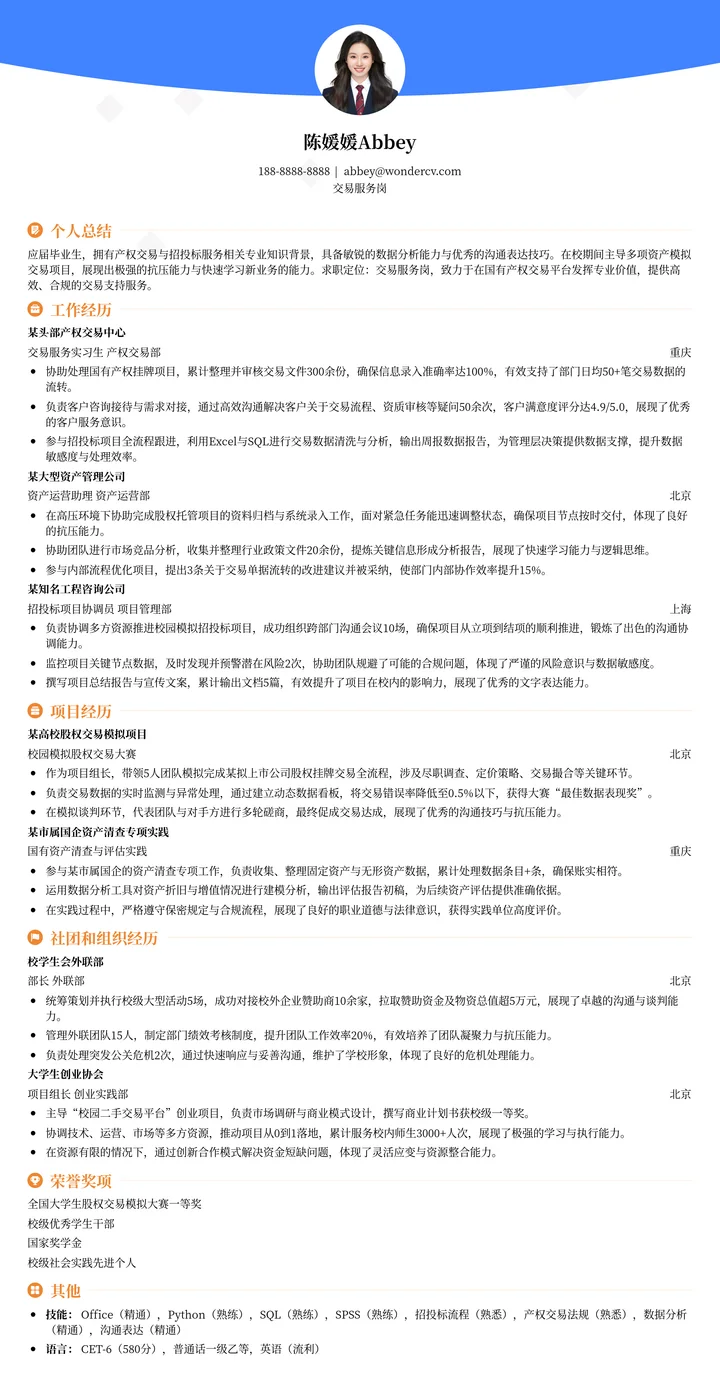 陈媛媛Abbey
188-8888-8888 | abbey@wondercv.com
交易服务岗
个人总结
应届毕业生，拥有产权交易与招投标服务相关专业知识背景，具备敏锐的数据分析能力与优秀的沟通表达技巧。在校期间主导多项资产模拟
交易项目，展现出极强的抗压能力与快速学习新业务的能力。求职定位：交易服务岗，致力于在国有产权交易平台发挥专业价值，提供高
效、合规的交易支持服务。
工作经历
某头部产权交易中心
交易服务实习生 产权交易部 重庆
• 协助处理国有产权挂牌项目，累计整理并审核交易文件300余份，确保信息录入准确率达100%，有效支持了部门日均50+笔交易数据的
流转。
• 负责客户咨询接待与需求对接，通过高效沟通解决客户关于交易流程、资质审核等疑问50余次，客户满意度评分达4.9/5.0，展现了优秀
的客户服务意识。
• 参与招投标项目全流程跟进，利用Excel与SQL进行交易数据清洗与分析，输出周报数据报告，为管理层决策提供数据支撑，提升数据
敏感度与处理效率。
某大型资产管理公司
资产运营助理 资产运营部 北京
• 在高压环境下协助完成股权托管项目的资料归档与系统录入工作，面对紧急任务能迅速调整状态，确保项目节点按时交付，体现了良好
的抗压能力。
• 协助团队进行市场竞品分析，收集并整理行业政策文件20余份，提炼关键信息形成分析报告，展现了快速学习能力与逻辑思维。
• 参与内部流程优化项目，提出3条关于交易单据流转的改进建议并被采纳，使部门内部协作效率提升15%。
某知名工程咨询公司
招投标项目协调员 项目管理部 上海
• 负责协调多方资源推进校园模拟招投标项目，成功组织跨部门沟通会议10场，确保项目从立项到结项的顺利推进，锻炼了出色的沟通协
调能力。
• 监控项目关键节点数据，及时发现并预警潜在风险2次，协助团队规避了可能的合规问题，体现了严谨的风险意识与数据敏感度。
• 撰写项目总结报告与宣传文案，累计输出文档5篇，有效提升了项目在校内的影响力，展现了优秀的文字表达能力。
项目经历
某高校股权交易模拟项目
校园模拟股权交易大赛 北京
• 作为项目组长，带领5人团队模拟完成某拟上市公司股权挂牌交易全流程，涉及尽职调查、定价策略、交易撮合等关键环节。
• 负责交易数据的实时监测与异常处理，通过建立动态数据看板，将交易错误率降低至0.5%以下，获得大赛“最佳数据表现奖”。
• 在模拟谈判环节，代表团队与对手方进行多轮磋商，最终促成交易达成，展现了优秀的沟通技巧与抗压能力。
某市属国企资产清查专项实践
国有资产清查与评估实践 重庆
• 参与某市属国企的资产清查专项工作，负责收集、整理固定资产与无形资产数据，累计处理数据条目+条，确保账实相符。
• 运用数据分析工具对资产折旧与增值情况进行建模分析，输出评估报告初稿，为后续资产评估提供准确依据。
• 在实践过程中，严格遵守保密规定与合规流程，展现了良好的职业道德与法律意识，获得实践单位高度评价。
社团和组织经历
校学生会外联部
部长 外联部 北京
• 统筹策划并执行校级大型活动5场，成功对接校外企业赞助商10余家，拉取赞助资金及物资总值超5万元，展现了卓越的沟通与谈判能
力。
• 管理外联团队15人，制定部门绩效考核制度，提升团队工作效率20%，有效培养了团队凝聚力与抗压能力。
• 负责处理突发公关危机2次，通过快速响应与妥善沟通，维护了学校形象，体现了良好的危机处理能力。
大学生创业协会
项目组长 创业实践部 北京
• 主导“校园二手交易平台”创业项目，负责市场调研与商业模式设计，撰写商业计划书获校级一等奖。
• 协调技术、运营、市场等多方资源，推动项目从0到1落地，累计服务校内师生3000+人次，展现了极强的学习与执行能力。
• 在资源有限的情况下，通过创新合作模式解决资金短缺问题，体现了灵活应变与资源整合能力。
荣誉奖项
全国大学生股权交易模拟大赛一等奖
校级优秀学生干部
国家奖学金
校级社会实践先进个人
其他
• 技能： Office（精通），Python（熟练），SQL（熟练），SPSS（熟练），招投标流程（熟悉），产权交易法规（熟悉），数据分析
（精通），沟通表达（精通）
• 语言： CET-6（580分），普通话一级乙等，英语（流利）